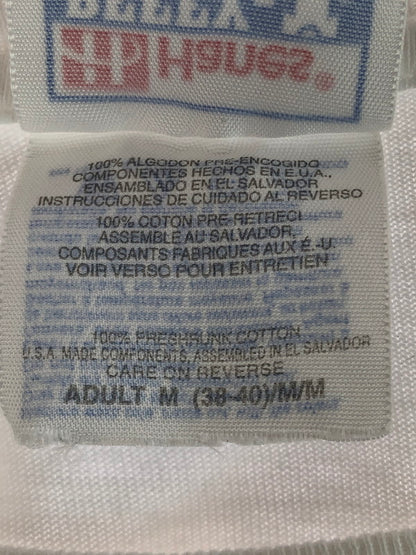 Hanes®
100% ALGODON PRE-ENCOGIDO
COMPONENTES HECHOS EN E.U.A.,
ENSAMBLADO EN EL SALVADOR
INSTRUCCIONES DE CUIDADO AL REVERSO
100% COTON PRE-RETRECI
ASSEMBLE AU SALVADOR,
COMPOSANTS FABRIQUES AUX É.-U.
VOIR VERSO POUR ENTRETIEN
100% PRESHRUNK COTTON
U.S.A. MADE COMPONENTS, ASSEMBLED IN EL SALVADOR
CARE ON REVERSE
ADULT M (38-40)/M/M